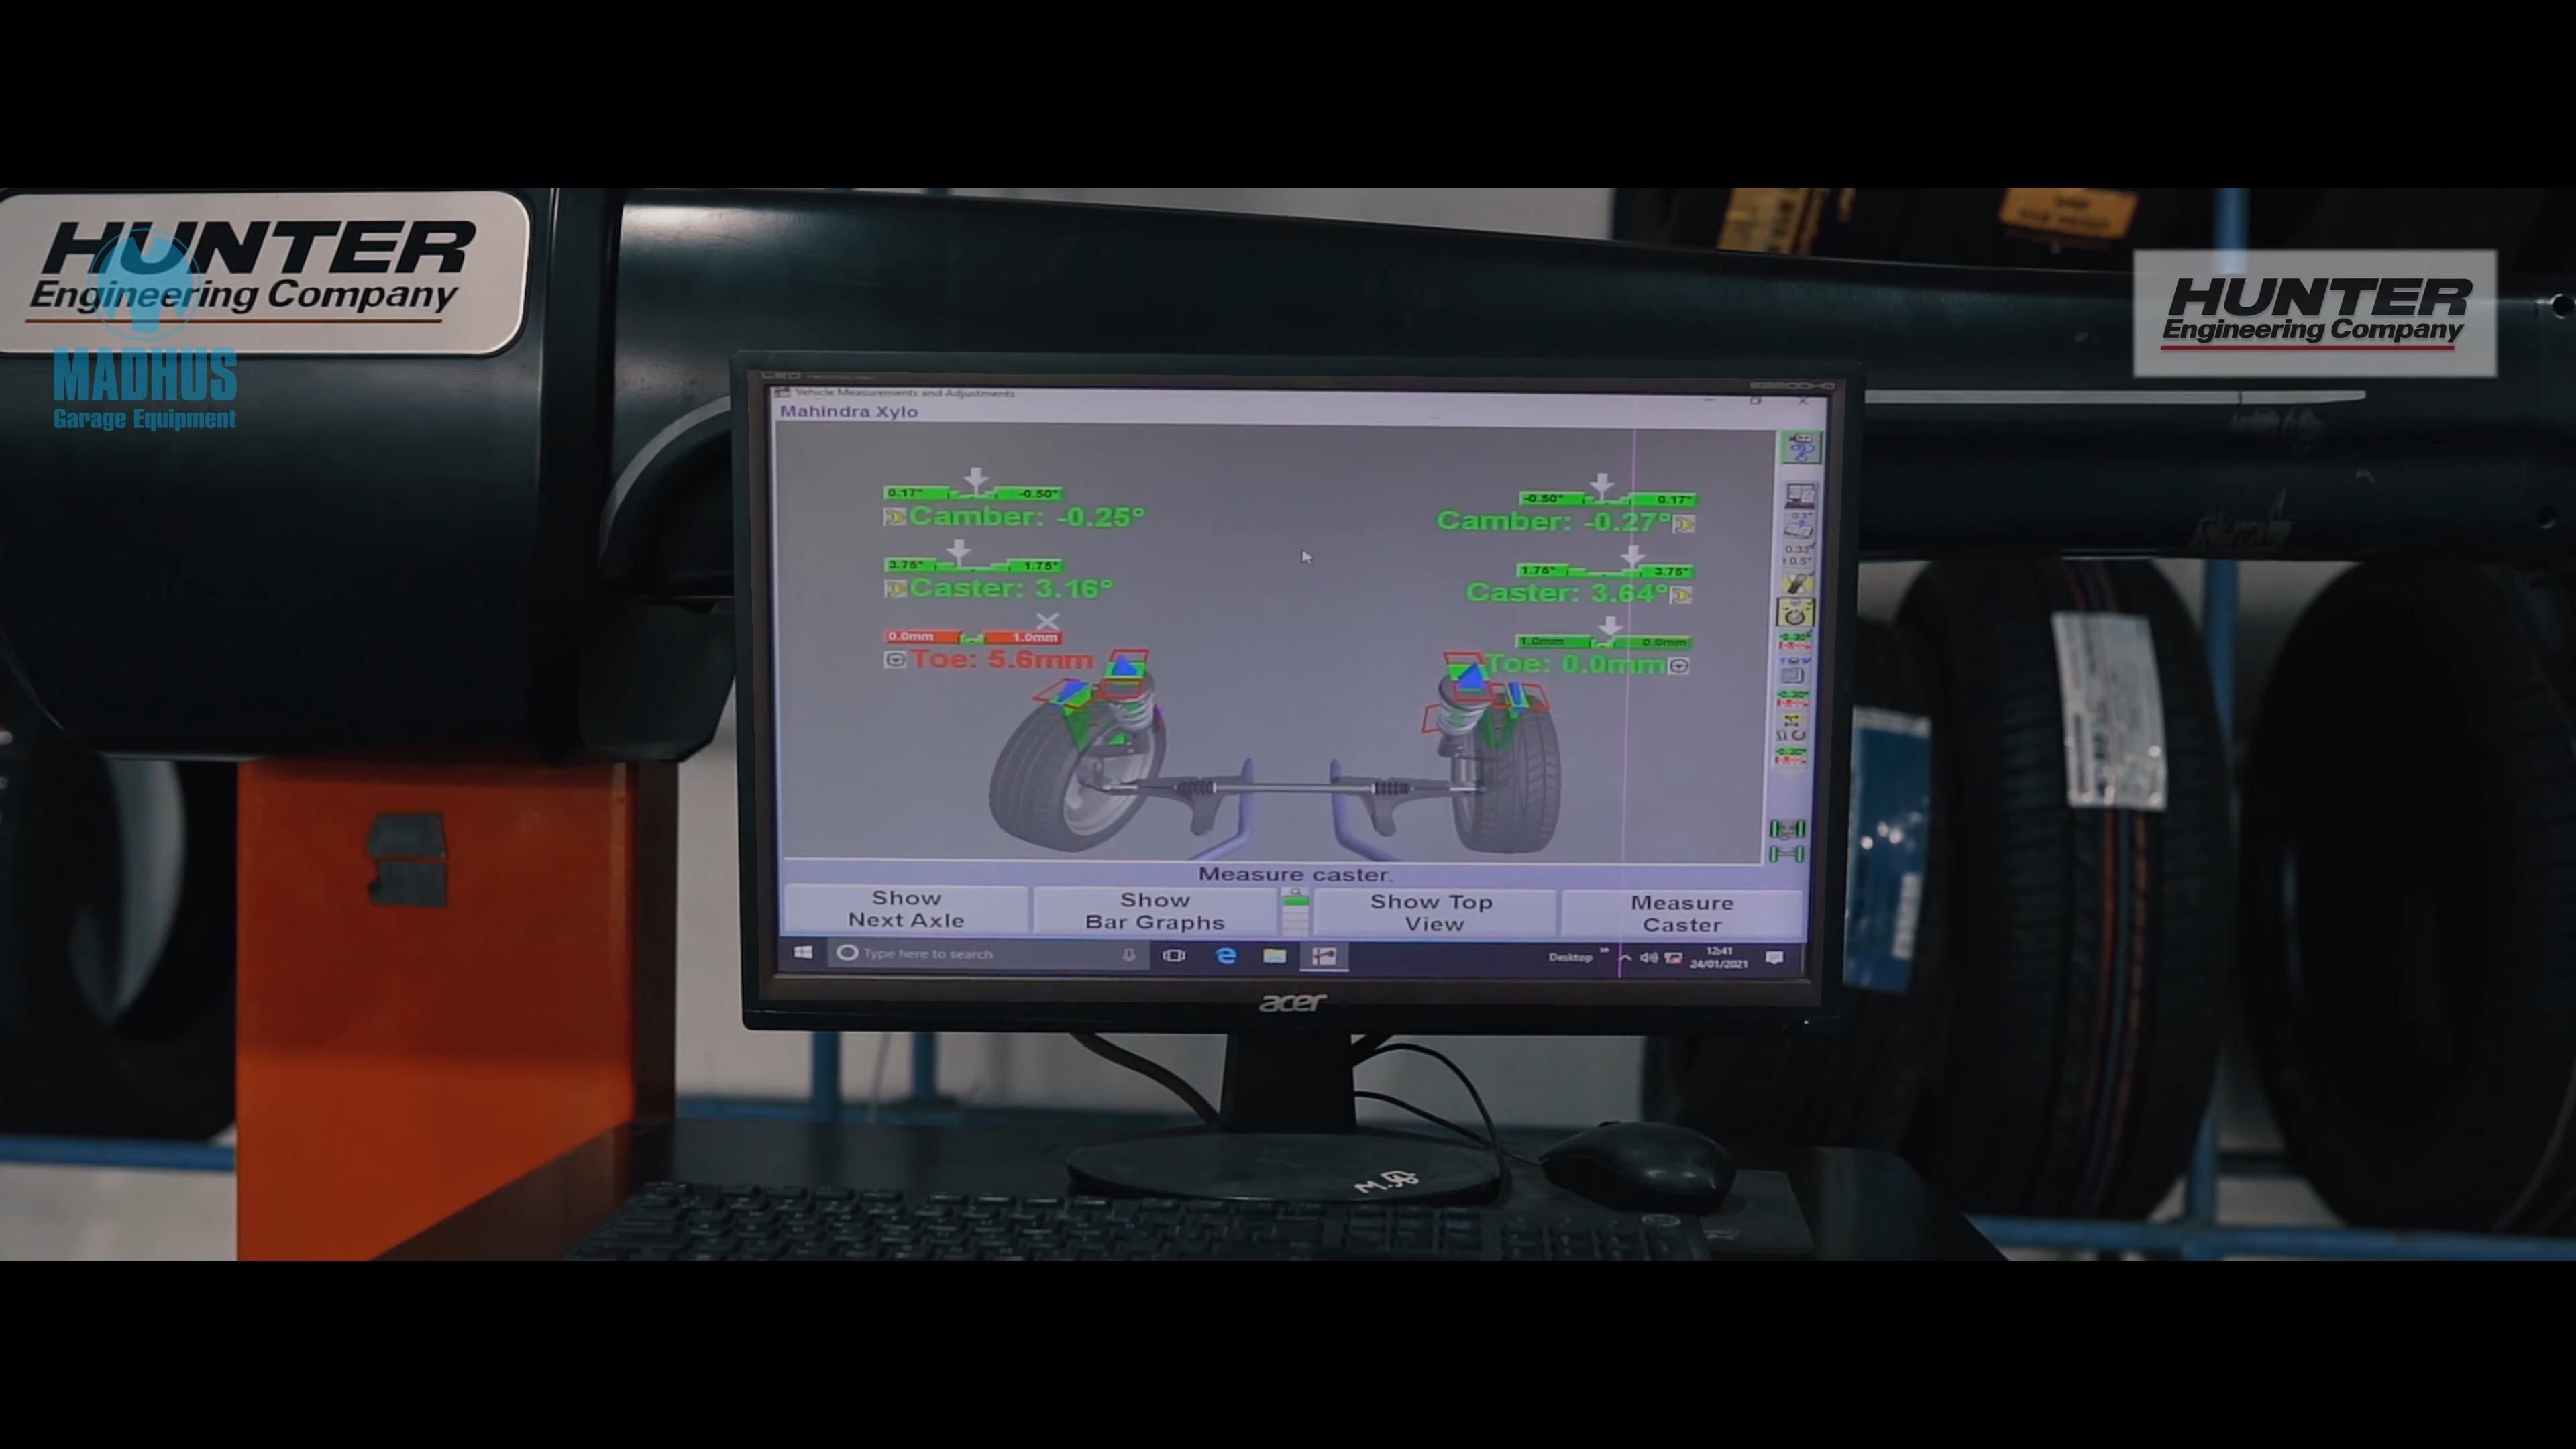 HUNTER
Engineering Company
MADHUS
Garage Equipment
HUNTER
Engineering Company
Vehicle Measurements and Adjustments
Mahindra Xylo
0.17° -0.50°
Camber: -0.25°
3.75° 1.75°
Caster: 3.16°
0.0mm 1.0mm
Toe: 5.6mm
-0.50° 0.17°
Camber: -0.27°
1.75° 3.75°
Caster: 3.64°
1.0mm 0.0mm
Toe: 0.0mm
Measure caster.
Show
Next Axle
Show
Bar Graphs
Show Top
View
Measure
Caster
Type here to search
Desktop
12:41
24/01/2021
acer